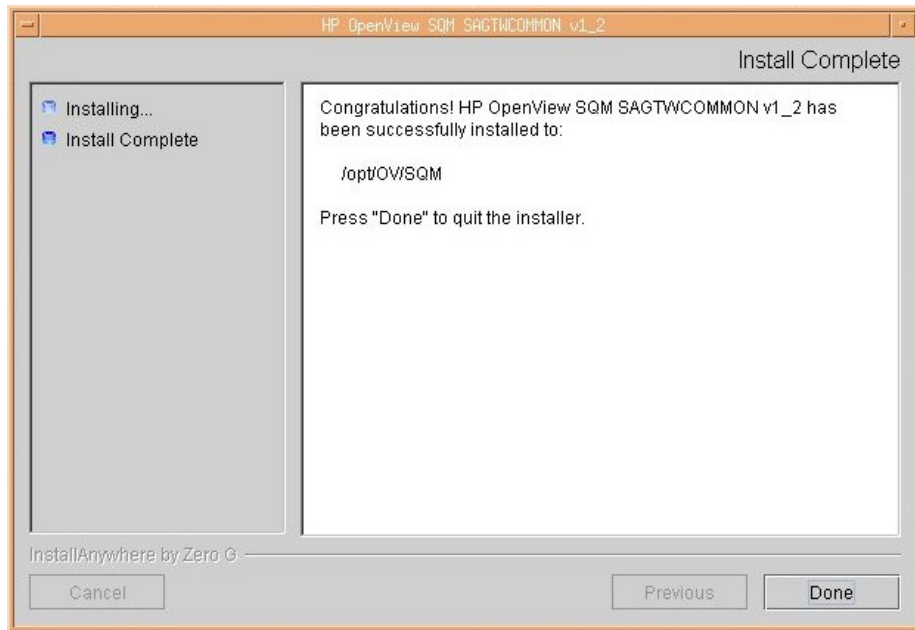 HP OpenView SQM SAGTWCOMMON v1_2
Install Complete
Installing...
Install Complete
Congratulations! HP OpenView SQM SAGTWCOMMON v1_2 has
been successfully installed to:
/opt/OV/SQM
Press "Done" to quit the installer.
InstallAnywhere by Zero G
Cancel
Previous
Done